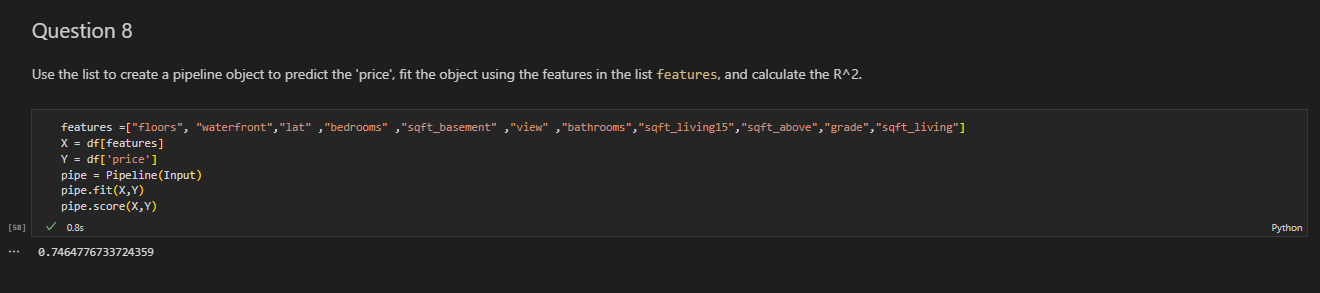 Question 8
Use the list to create a pipeline object to predict the 'price', fit the object using the features in the list features, and calculate the R^2.
features =["floors", "waterfront","lat" ,"bedrooms" ,"sqft_basement" ,"view" ,"bathrooms","sqft_living15","sqft_above","grade","sqft_living"]
X = df[features]
Y = df['price']
pipe = Pipeline(Input)
pipe.fit(X,Y)
pipe.score(X,Y)
[58] ✓ 0.8s Python
... 0.7464776733724359